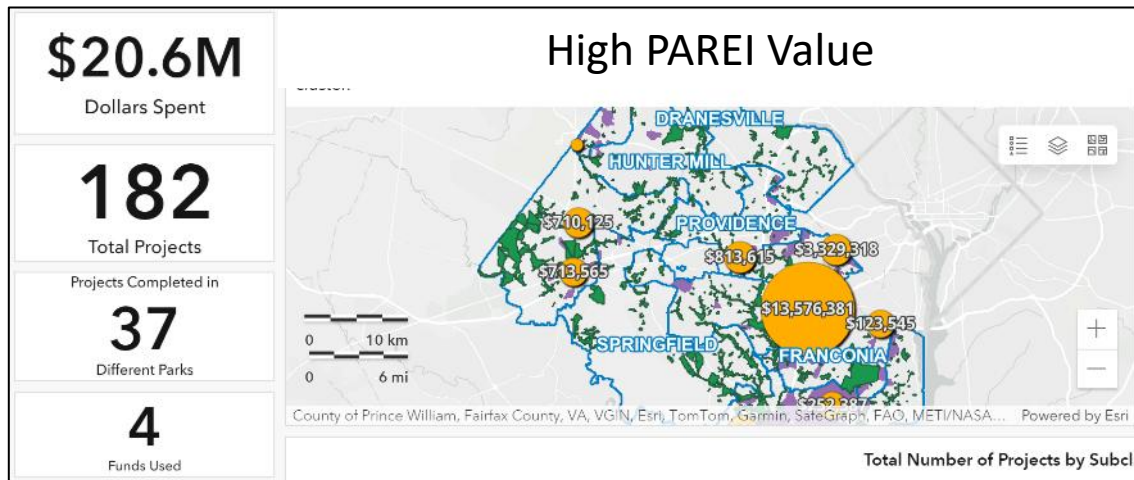 $20.6M
Dollars Spent
182
Total Projects
Projects Completed in
37
Different Parks
4
Funds Used
High PAREI Value
DRANESVILLE
HUNTER MILL
$710,125
PROVIDENCE
$813,615
$3,329,318
$713,565
$13,576,381
$123,545
SPRINGFIELD
FRANCONIA
0 10 km
0 6 mi
County of Prince William, Fairfax County, VA, VGIN, Esri, TomTom, Garmin, SafeGraph, FAO, METI/NASA... Powered by Esri
Total Number of Projects by Subcl